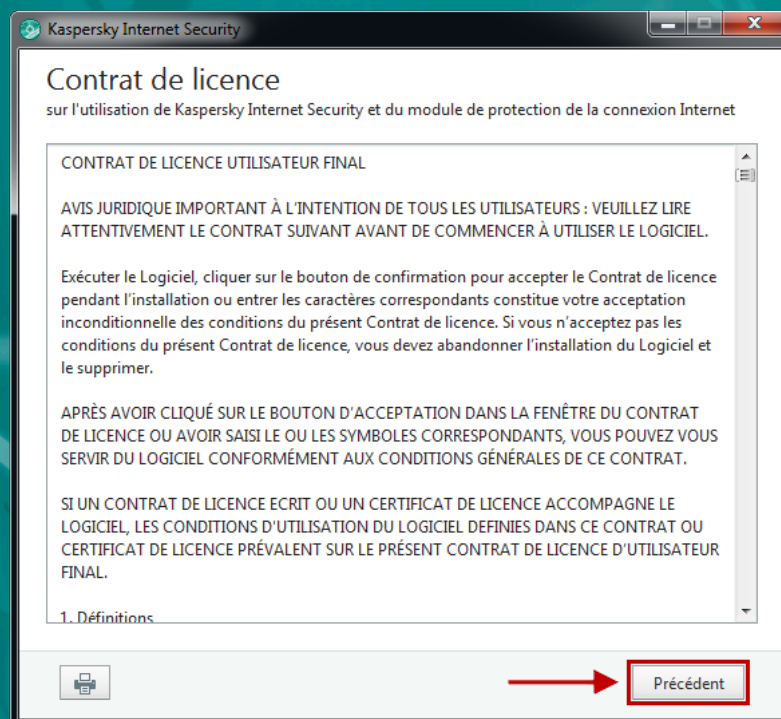 Kaspersky Internet Security
Contrat de licence
sur l'utilisation de Kaspersky Internet Security et du module de protection de la connexion Internet
CONTRAT DE LICENCE UTILISATEUR FINAL
AVIS JURIDIQUE IMPORTANT À L'INTENTION DE TOUS LES UTILISATEURS : VEUILLEZ LIRE
ATTENTIVEMENT LE CONTRAT SUIVANT AVANT DE COMMENCER À UTILISER LE LOGICIEL.
Exécuter le Logiciel, cliquer sur le bouton de confirmation pour accepter le Contrat de licence
pendant l'installation ou entrer les caractères correspondants constitue votre acceptation
inconditionnelle des conditions du présent Contrat de licence. Si vous n'acceptez pas les
conditions du présent Contrat de licence, vous devez abandonner l'installation du Logiciel et
le supprimer.
APRÈS AVOIR CLIQUÉ SUR LE BOUTON D'ACCEPTATION DANS LA FENÊTRE DU CONTRAT
DE LICENCE OU AVOIR SAISI LE OU LES SYMBOLES CORRESPONDANTS, VOUS POUVEZ VOUS
SERVIR DU LOGICIEL CONFORMÉMENT AUX CONDITIONS GÉNÉRALES DE CE CONTRAT.
SI UN CONTRAT DE LICENCE ECRIT OU UN CERTIFICAT DE LICENCE ACCOMPAGNE LE
LOGICIEL, LES CONDITIONS D'UTILISATION DU LOGICIEL DEFINIES DANS CE CONTRAT OU
CERTIFICAT DE LICENCE PRÉVALENT SUR LE PRÉSENT CONTRAT DE LICENCE D'UTILISATEUR
FINAL.
1. Définitions
Précédent